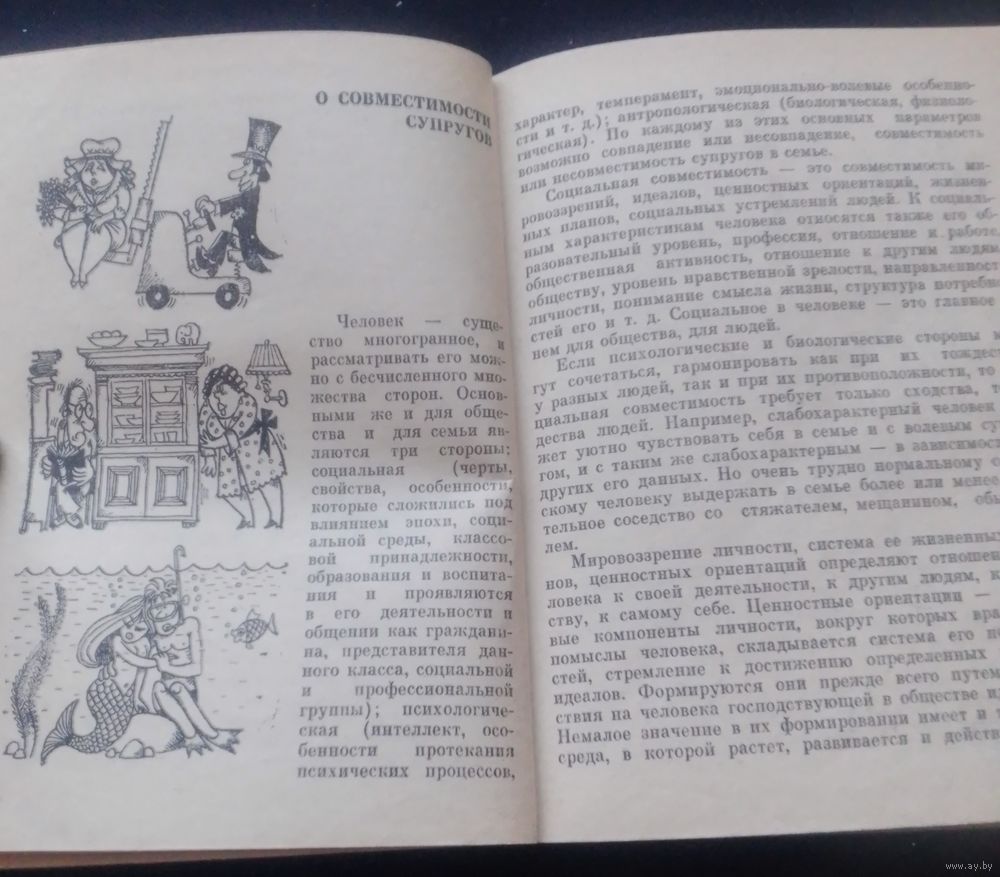 О СОВМЕСТИМОСТИ
СУПРУГОВ
Человек — суще-
ство многогранное, и
рассматривать его мож-
но с бесчисленного мно-
жества сторон. Основ-
ными же и для обще-
ства и для семьи яв-
ляются три стороны:
социальная (черты,
свойства, особенности,
которые сложились под
влиянием эпохи, соци-
альной среды, классо-
вой принадлежности,
образования и воспита-
ния и проявляются
в его деятельности и
общении как граждани-
на, представителя дан-
ного класса, социальной
и профессиональной
группы); психологиче-
ская (интеллект, осо-
бенности протекания
психических процессов,
характер, темперамент, эмоционально-волевые особенно-
сти и т. д.); антропологическая (биологическая, физиоло-
гическая). По каждому из этих основных параметров
возможно совпадение или несовпадение, совместимость
или несовместимость супругов в семье.
Социальная совместимость — это совместимость ми-
ровоззрений, идеалов, ценностных ориентаций, жизнен-
ных планов, социальных устремлений людей. К социаль-
ным характеристикам человека относятся также его об-
разовательный уровень, профессия, отношение к работе,
общественная активность, отношение к другим людям,
обществу, уровень нравственной зрелости, направленност
личности, понимание смысла жизни, структура потребно
стей его и т. д. Социальное в человеке — это главное
нем для общества, для людей.
Если психологические и биологические стороны м
гут сочетаться, гармонировать как при их тождест
у разных людей, так и при их противоположности, то
циальная совместимость требует только сходства, т
дества людей. Например, слабохарактерный человек
жет уютно чувствовать себя в семье и с волевым су
гом, и с таким же слабохарактерным — в зависимост
других его данных. Но очень трудно нормальному с
скому человеку выдержать в семье более или менее
тельное соседство со стяжателем, мещанином, обы
лем.
Мировоззрение личности, система ее жизненных
нов, ценностных ориентаций определяют отношен
ловека к своей деятельности, к другим людям, к
ству, к самому себе. Ценностные ориентации —
вые компоненты личности, вокруг которых вра
помыслы человека, складывается система его п
стей, стремление к достижению определенных
идеалов. Формируются они прежде всего путем
ствия на человека господствующей в обществе и
Немалое значение в их формировании имеет и т
среда, в которой растет, развивается и действ
www.ay.by